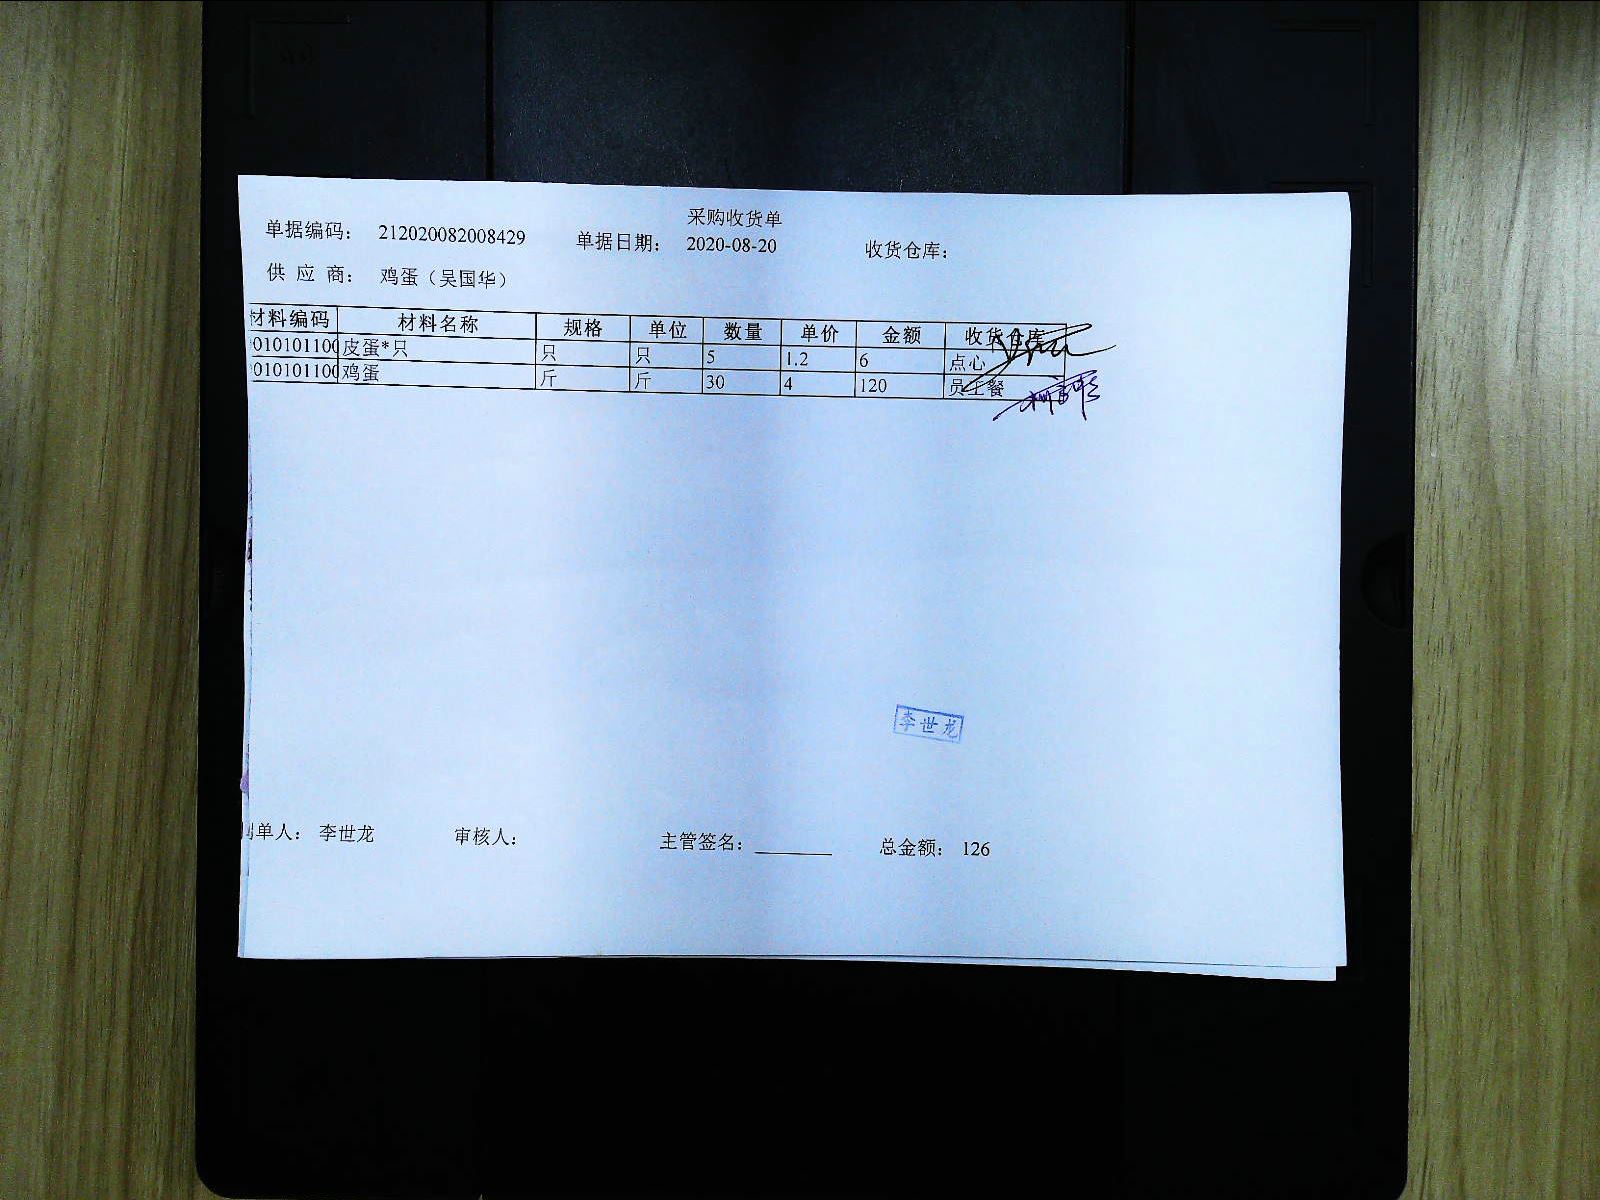 采购收货单
单据编码： 212020082008429 单据日期： 2020-08-20 收货仓库：
供 应 商： 鸡蛋（吴国华）
材料编码 材料名称 规格 单位 数量 单价 金额 收货仓库
010101100 皮蛋*只 只 只 5 1.2 6 点心
010101100 鸡蛋 斤 斤 30 4 120 员工餐
李世龙
制单人： 李世龙 审核人： 主管签名： ________ 总金额： 126